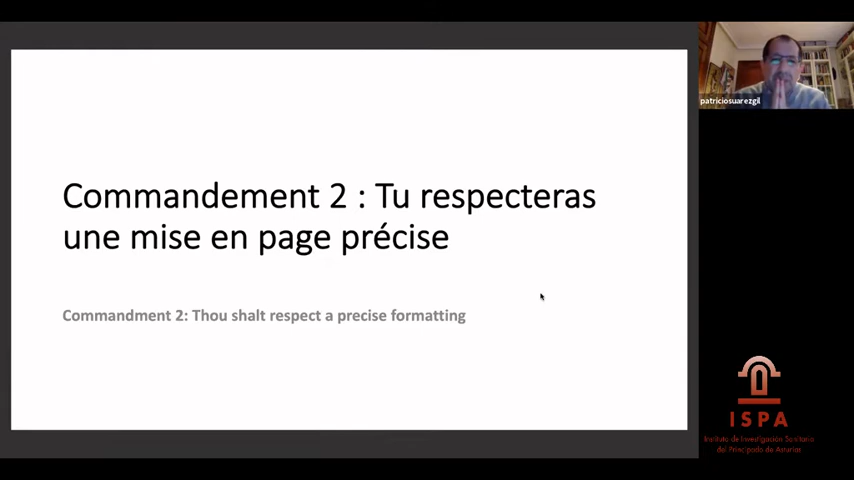 Commandement 2 : Tu respecteras
une mise en page précise
Commandment 2: Thou shalt respect a precise formatting
patriciosuarezgil
ISPA
Instituto de Investigación Sanitaria
del Principado de Asturias